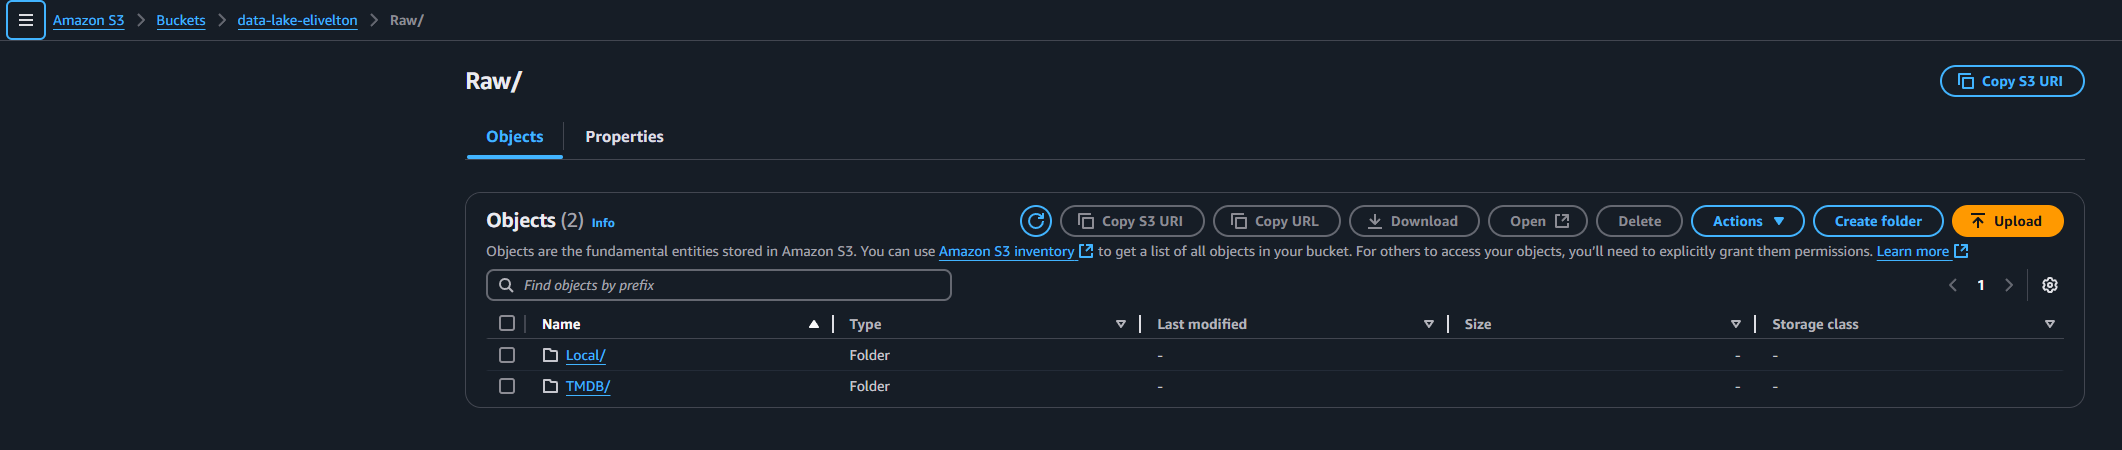 Amazon S3 > Buckets > data-lake-elivelton > Raw/
Raw/
Copy S3 URI
Objects Properties
Objects (2) Info
Copy S3 URI Copy URL Download Open Delete Actions Create folder Upload
Objects are the fundamental entities stored in Amazon S3. You can use Amazon S3 inventory to get a list of all objects in your bucket. For others to access your objects, you’ll need to explicitly grant them permissions. Learn more
Find objects by prefix
1
Name Type Last modified Size Storage class
Local/ Folder - - -
TMDB/ Folder - - -